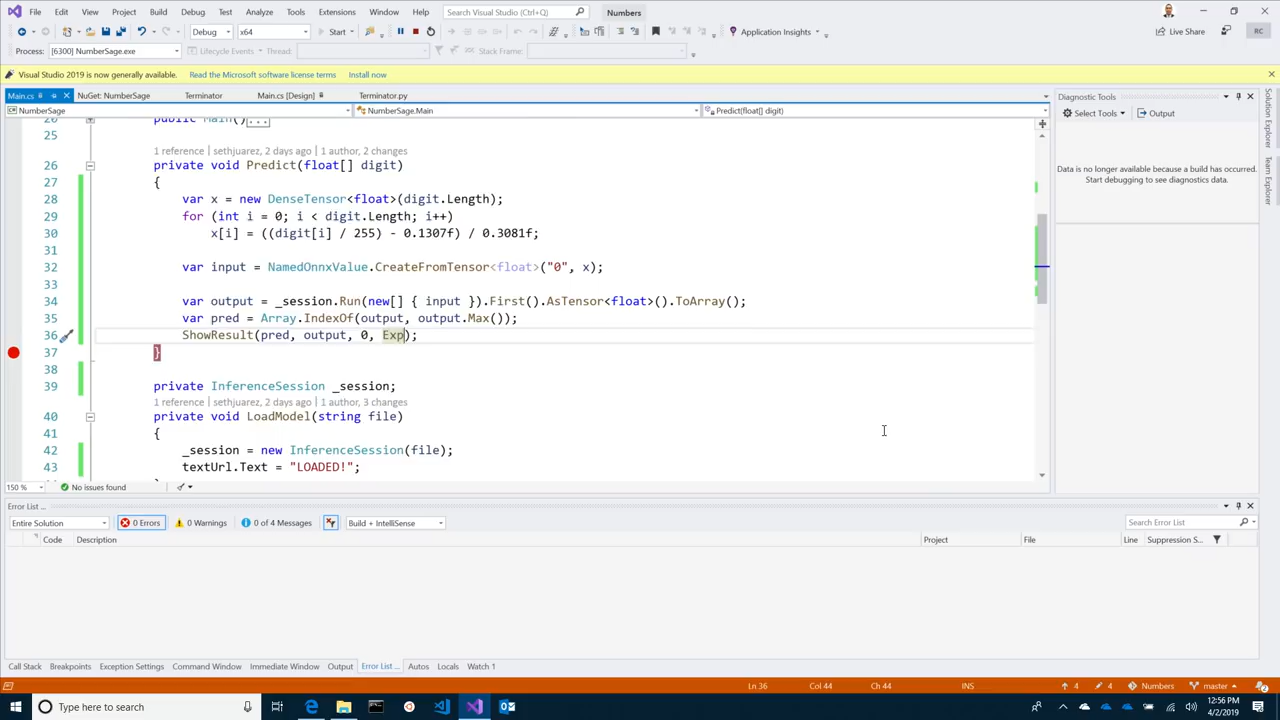 File Edit View Project Build Debug Test Analyze Tools Extensions Window Help Search Visual Studio (Ctrl+Q) Numbers
Debug x64 Start Application Insights Live Share RC
Process: [6300] NumberSage.exe Lifecycle Events Thread: Stack Frame:
Visual Studio 2019 is now generally available. Read the Microsoft software license terms Install now
Main.cs NuGet: NumberSage Terminator Main.cs [Design] Terminator.py
NumberSage NumberSage.Main Predict(float[] digit)
Diagnostic Tools
Select Tools Output
Data is no longer available because a build has occurred.
Start debugging to see diagnostics data.
Solution Explorer
Team Explorer
20 public Main()...
25
1 reference | sethjuarez, 2 days ago | 1 author, 2 changes
26 private void Predict(float[] digit)
27 {
28 var x = new DenseTensor<float>(digit.Length);
29 for (int i = 0; i < digit.Length; i++)
30 x[i] = ((digit[i] / 255) - 0.1307f) / 0.3081f;
31
32 var input = NamedOnnxValue.CreateFromTensor<float>("0", x);
33
34 var output = _session.Run(new[] { input }).First().AsTensor<float>().ToArray();
35 var pred = Array.IndexOf(output, output.Max());
36 ShowResult(pred, output, 0, Exp);
37 }
38
39 private InferenceSession _session;
1 reference | sethjuarez, 2 days ago | 1 author, 3 changes
40 private void LoadModel(string file)
41 {
42 _session = new InferenceSession(file);
43 textUrl.Text = "LOADED!";
150 % No issues found
Error List ...
Entire Solution 0 Errors 0 Warnings 0 of 4 Messages Build + IntelliSense Search Error List
Code Description Project File Line Suppression S...
Call Stack Breakpoints Exception Settings Command Window Immediate Window Output Error List ... Autos Locals Watch 1
Ln 36 Col 44 Ch 44 INS 4 4 Numbers master 2
Type here to search
12:56 PM
4/2/2019